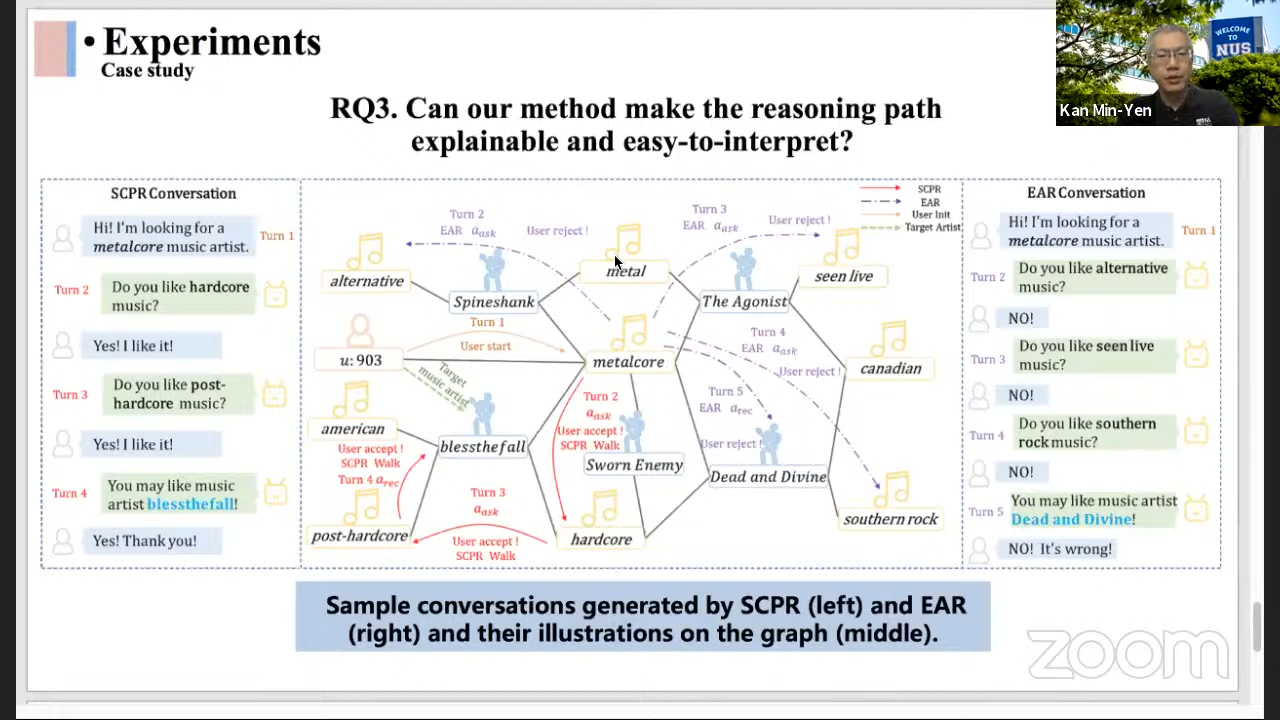 • Experiments
Case study
WELCOME
TO
NUS
Kan Min-Yen
RQ3. Can our method make the reasoning path
explainable and easy-to-interpret?
SCPR Conversation
Hi! I'm looking for a
metalcore music artist.
Turn 1
Turn 2
Do you like hardcore
music?
Yes! I like it!
Turn 3
Do you like post-
hardcore music?
Yes! I like it!
Turn 4
You may like music
artist blessthefall!
Yes! Thank you!
SCPR
EAR
User Init
Target Artist
Turn 2
EAR aask
User reject!
Turn 3
EAR aask
User reject!
alternative
metal
seen live
Spineshank
The Agonist
Turn 1
User start
u: 903
Target
music artist
metalcore
Turn 4
EAR aask
User reject!
canadian
american
Turn 2
aask
User accept!
SCPR Walk
Turn 5
EAR arec
User reject!
User accept!
SCPR Walk
Turn 4 arec
blessthefall
Sworn Enemy
Dead and Divine
Turn 3
aask
User accept!
SCPR Walk
post-hardcore
hardcore
southern rock
EAR Conversation
Hi! I'm looking for a
metalcore music artist.
Turn 1
Turn 2
Do you like alternative
music?
NO!
Turn 3
Do you like seen live
music?
NO!
Turn 4
Do you like southern
rock music?
NO!
Turn 5
You may like music artist
Dead and Divine!
NO! It's wrong!
Sample conversations generated by SCPR (left) and EAR
(right) and their illustrations on the graph (middle).
zoom